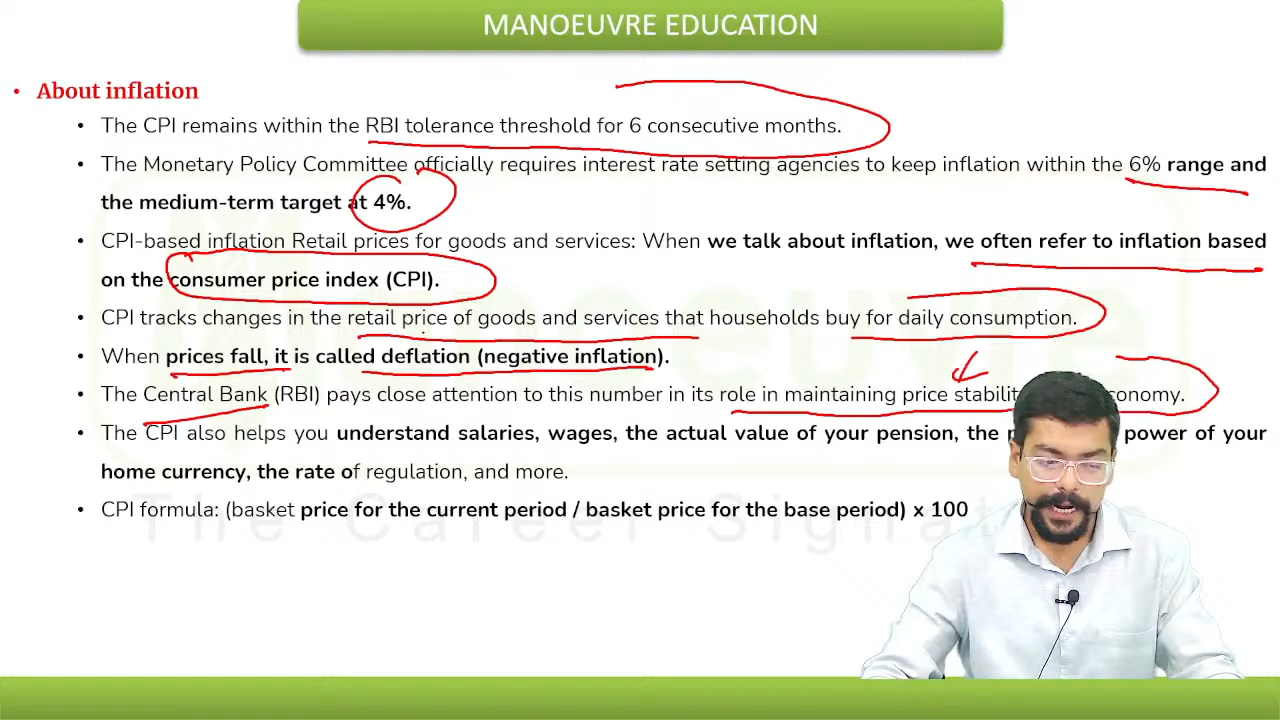 MANOEUVRE EDUCATION
• About inflation
• The CPI remains within the RBI tolerance threshold for 6 consecutive months.
• The Monetary Policy Committee officially requires interest rate setting agencies to keep inflation within the 6% range and
the medium-term target at 4%.
• CPI-based inflation Retail prices for goods and services: When we talk about inflation, we often refer to inflation based
on the consumer price index (CPI).
• CPI tracks changes in the retail price of goods and services that households buy for daily consumption.
• When prices fall, it is called deflation (negative inflation).
• The Central Bank (RBI) pays close attention to this number in its role in maintaining price
• The CPI also helps you understand salaries, wages, the actual value of your pension, the power of your
home currency, the rate of regulation, and more.
• CPI formula: (basket price for the current period / basket price for the base period) x 100